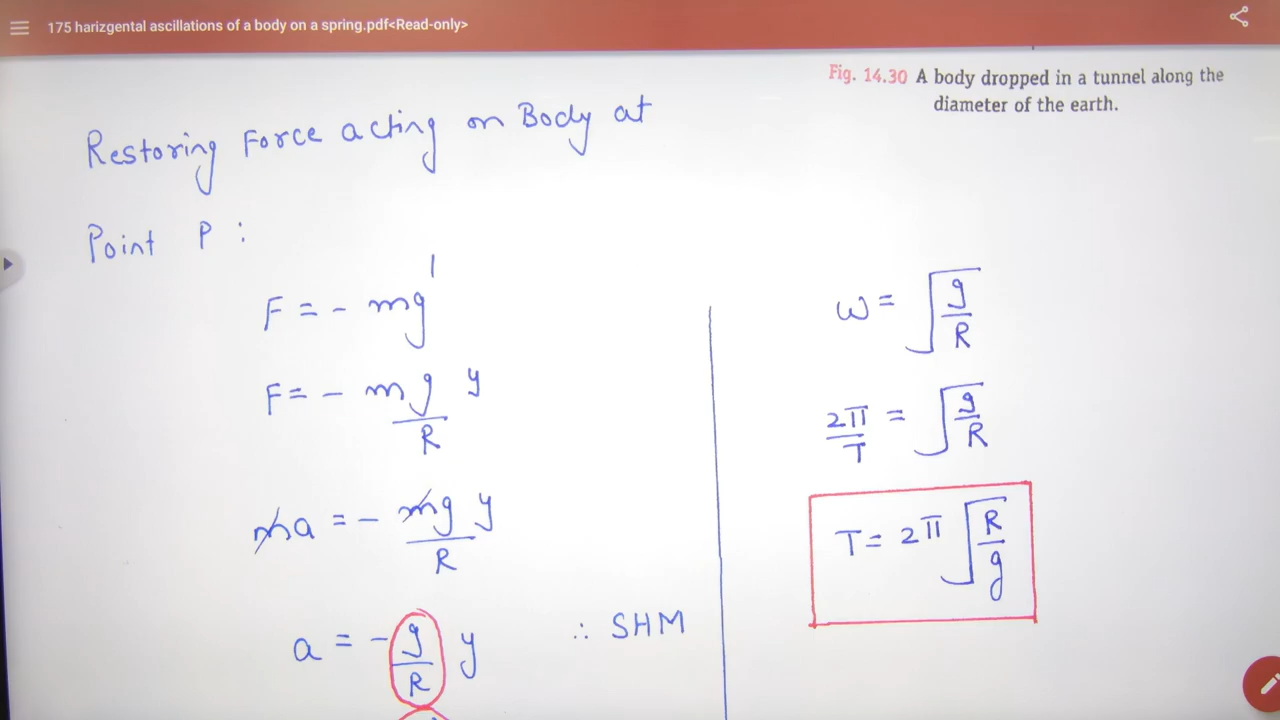 175 harizgental ascillations of a body on a spring.pdf<Read-only>
Fig. 14.30 A body dropped in a tunnel along the
diameter of the earth.
Restoring Force acting on Body at
Point P :
F = - mg'
F = - mg/R y
ma = - mg/R y
a = - g/R y ∴ SHM
ω = √(g/R)
2π/T = √(g/R)
T = 2π √(R/g)